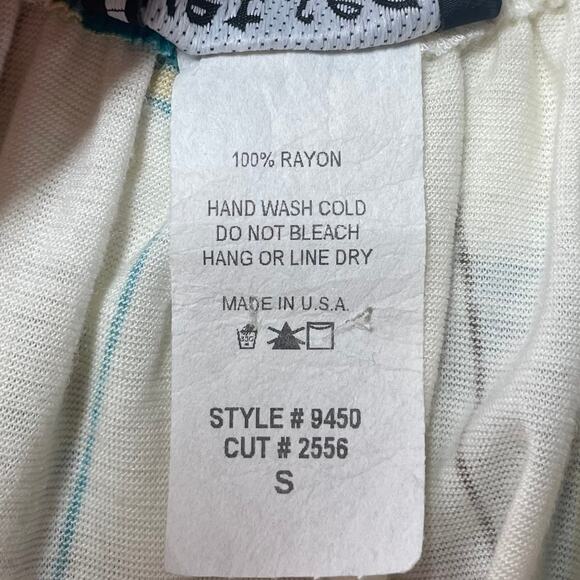 100% RAYON
HAND WASH COLD
DO NOT BLEACH
HANG OR LINE DRY
MADE IN U.S.A.
STYLE # 9450
CUT # 2556
S